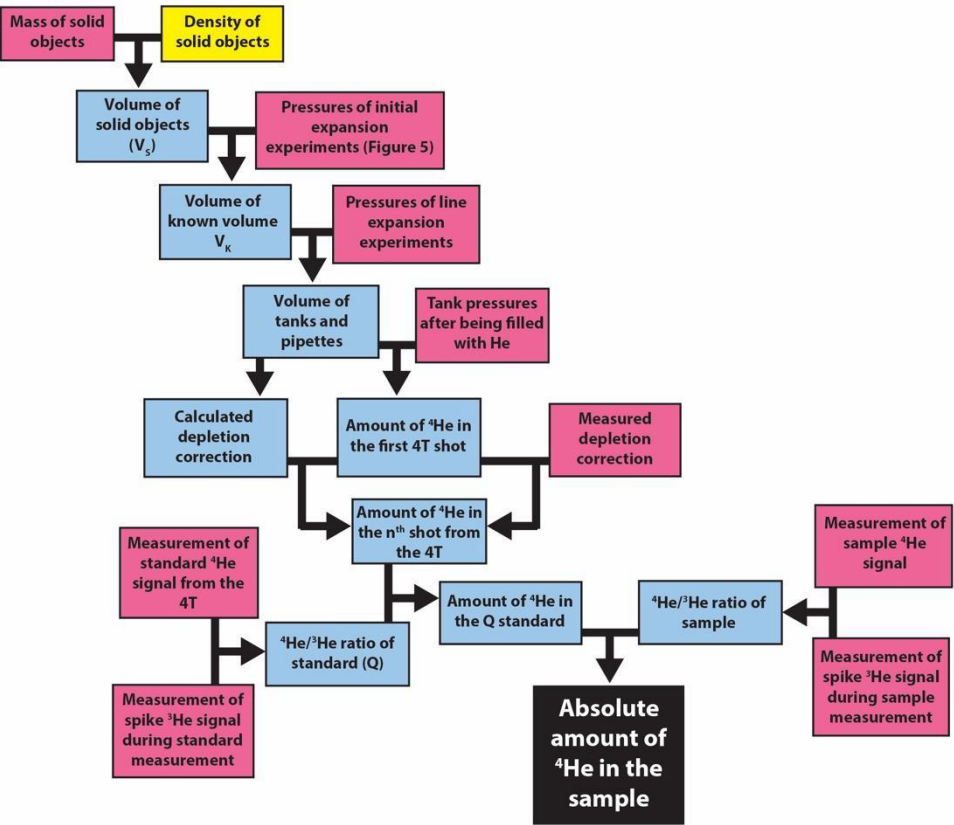 Mass of solid
objects
Density of
solid objects
Volume of
solid objects
(Vₛ)
Pressures of initial
expansion
experiments (Figure 5)
Volume of
known volume
Vₖ
Pressures of line
expansion
experiments
Volume of
tanks and
pipettes
Tank pressures
after being filled
with He
Calculated
depletion
correction
Amount of ⁴He in
the first 4T shot
Measured
depletion
correction
Amount of ⁴He in
the nᵗʰ shot from
the 4T
Measurement of
standard ⁴He
signal from the
4T
Measurement of
sample ⁴He
signal
Amount of ⁴He in
the Q standard
⁴He/³He ratio of
sample
⁴He/³He ratio of
standard (Q)
Measurement of
spike ³He signal
during standard
measurement
Measurement of
spike ³He signal
during sample
measurement
Absolute
amount of
⁴He in the
sample